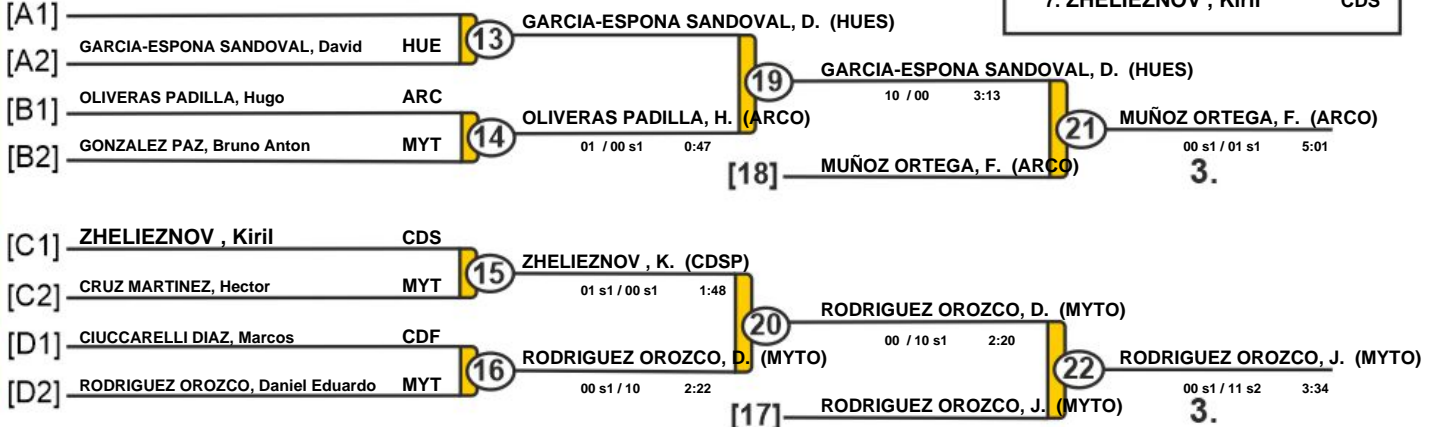 7. ZHELIEZNOV , Kiril CDS
[A1]
GARCIA-ESPONA SANDOVAL, D. (HUES)
13
GARCIA-ESPONA SANDOVAL, David HUE
[A2]
GARCIA-ESPONA SANDOVAL, D. (HUES)
19
10 / 00 3:13
[B1] OLIVERAS PADILLA, Hugo ARC
OLIVERAS PADILLA, H. (ARCO)
14
01 / 00 s1 0:47
[B2] GONZALEZ PAZ, Bruno Anton MYT
MUÑOZ ORTEGA, F. (ARCO)
21
00 s1 / 01 s1 5:01
[18] MUÑOZ ORTEGA, F. (ARCO)
3.
[C1] ZHELIEZNOV , Kiril CDS
ZHELIEZNOV , K. (CDSP)
15
01 s1 / 00 s1 1:48
[C2] CRUZ MARTINEZ, Hector MYT
RODRIGUEZ OROZCO, D. (MYTO)
20
00 / 10 s1 2:20
[D1] CIUCCARELLI DIAZ, Marcos CDF
RODRIGUEZ OROZCO, D. (MYTO)
16
00 s1 / 10 2:22
[D2] RODRIGUEZ OROZCO, Daniel Eduardo MYT
RODRIGUEZ OROZCO, J. (MYTO)
22
00 s1 / 11 s2 3:34
[17] RODRIGUEZ OROZCO, J. (MYTO)
3.